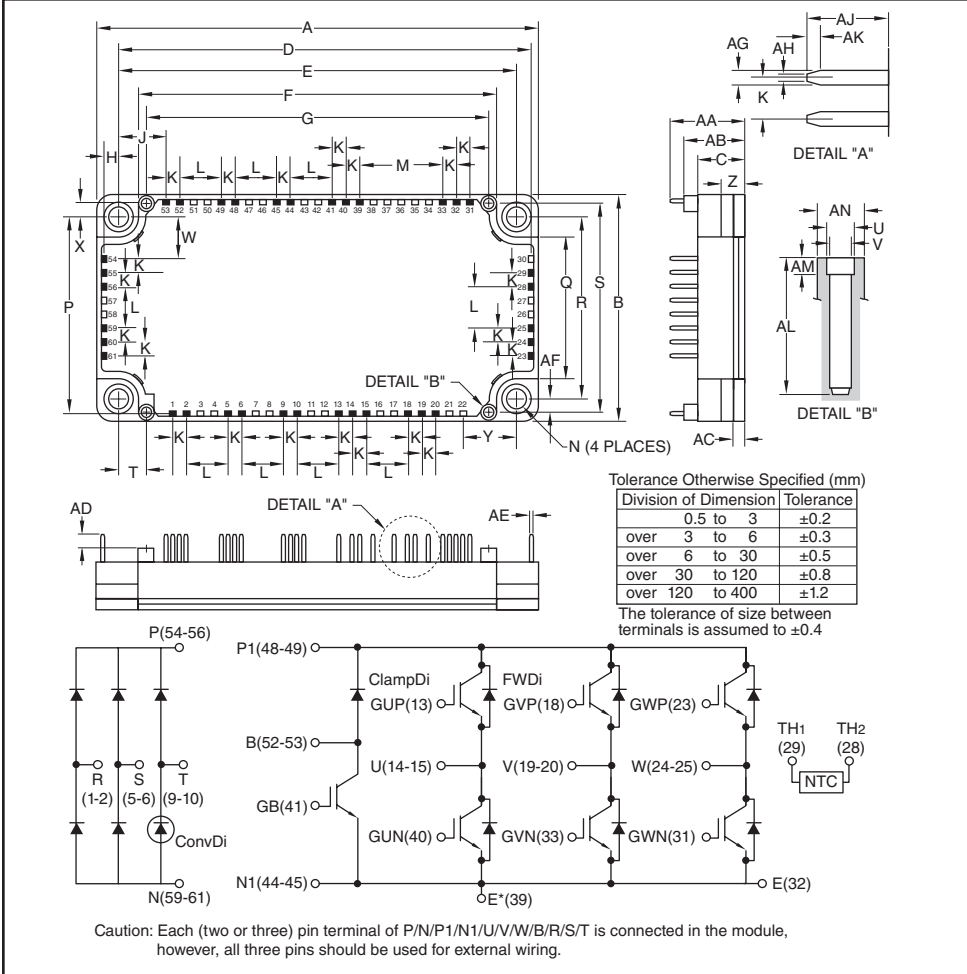 A
D
E
F
G
J
H
K
L
K
L
K
L
K
K
M
K
K
53 52 51 50 49 48 47 46 45 44 43 42 41 40 39 38 37 36 35 34 33 32 31
X
W
P
54
55
56
57
58
59
60
61
K
K
L
K
K
30
29
28
27
26
25
24
23
K
L
K
K
Q
R
S
B
AF
DETAIL "B"
1 2 3 4 5 6 7 8 9 10 11 12 13 14 15 16 17 18 19 20 21 22
K
K
K
K
K
K
K
Y
N (4 PLACES)
T
L
L
L
L
AJ
AK
AG
AH
K
DETAIL "A"
AA
AB
C
Z
AC
AN
U
V
AM
AL
DETAIL "B"
AD
DETAIL "A"
AE
Tolerance Otherwise Specified (mm)
Division of Dimension Tolerance
0.5 to 3 ±0.2
over 3 to 6 ±0.3
over 6 to 30 ±0.5
over 30 to 120 ±0.8
over 120 to 400 ±1.2
The tolerance of size between
terminals is assumed to ±0.4
P(54-56)
R
(1-2)
S
(5-6)
T
(9-10)
ConvDi
N(59-61)
P1(48-49)
ClampDi
FWDi
GUP(13)
GVP(18)
GWP(23)
B(52-53)
U(14-15)
V(19-20)
W(24-25)
GB(41)
GUN(40)
GVN(33)
GWN(31)
N1(44-45)
E*(39)
E(32)
TH1
(29)
TH2
(28)
NTC
Caution: Each (two or three) pin terminal of P/N/P1/N1/U/V/W/B/R/S/T is connected in the module,
however, all three pins should be used for external wiring.